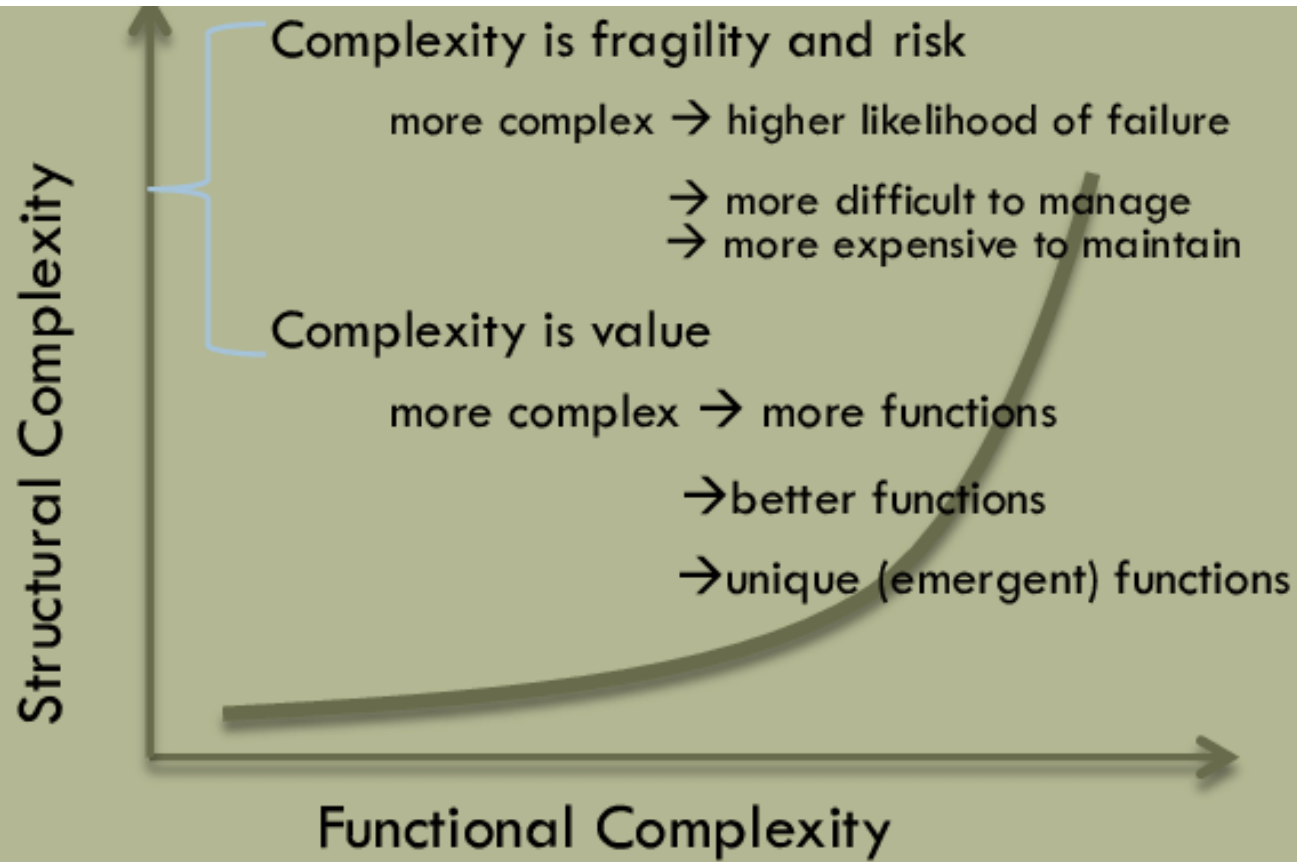 Complexity is fragility and risk
more complex → higher likelihood of failure
→ more difficult to manage
→ more expensive to maintain
Complexity is value
more complex → more functions
→better functions
→unique (emergent) functions
Structural Complexity
Functional Complexity